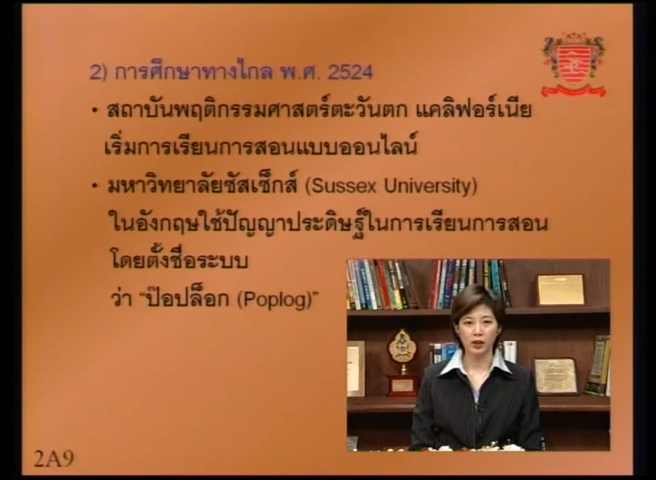 2) การศึกษาทางไกล พ.ศ. 2524
• สถาบันพฤติกรรมศาสตร์ตะวันตก แคลิฟอร์เนีย
เริ่มการเรียนการสอนแบบออนไลน์
• มหาวิทยาลัยซัสเซ็กส์ (Sussex University)
ในอังกฤษใช้ปัญญาประดิษฐ์ในการเรียนการสอน
โดยตั้งชื่อระบบ
ว่า “ป๊อปล็อก (Poplog)”
2A9